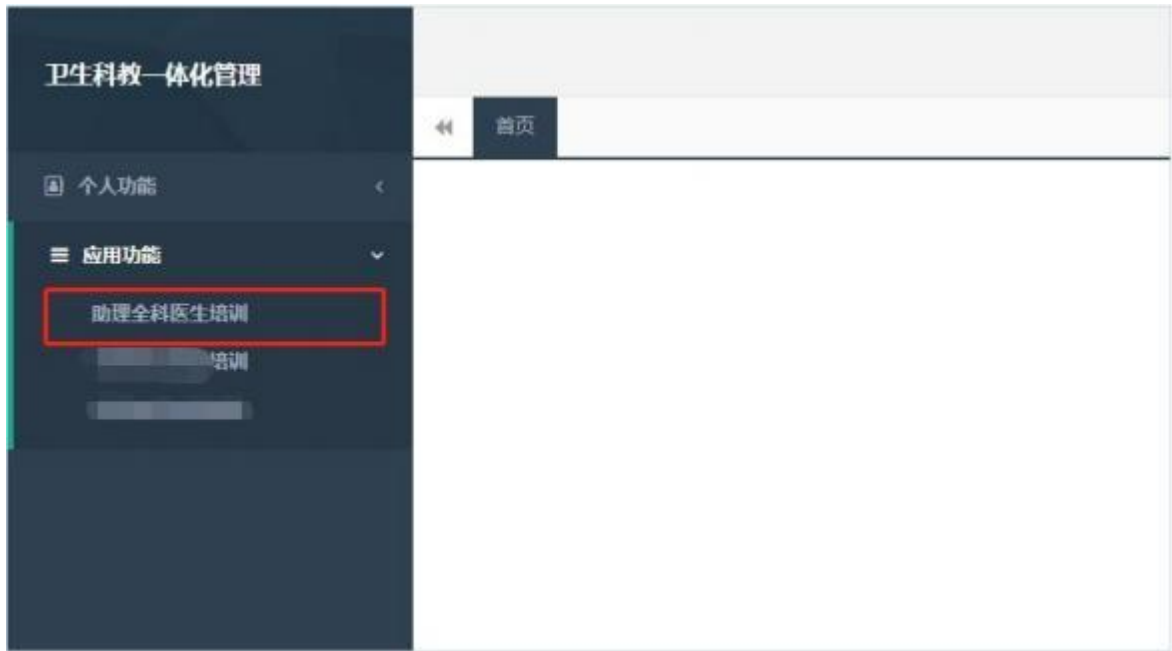 卫生科教一体化管理
首页
个人功能
应用功能
助理全科医生培训
培训